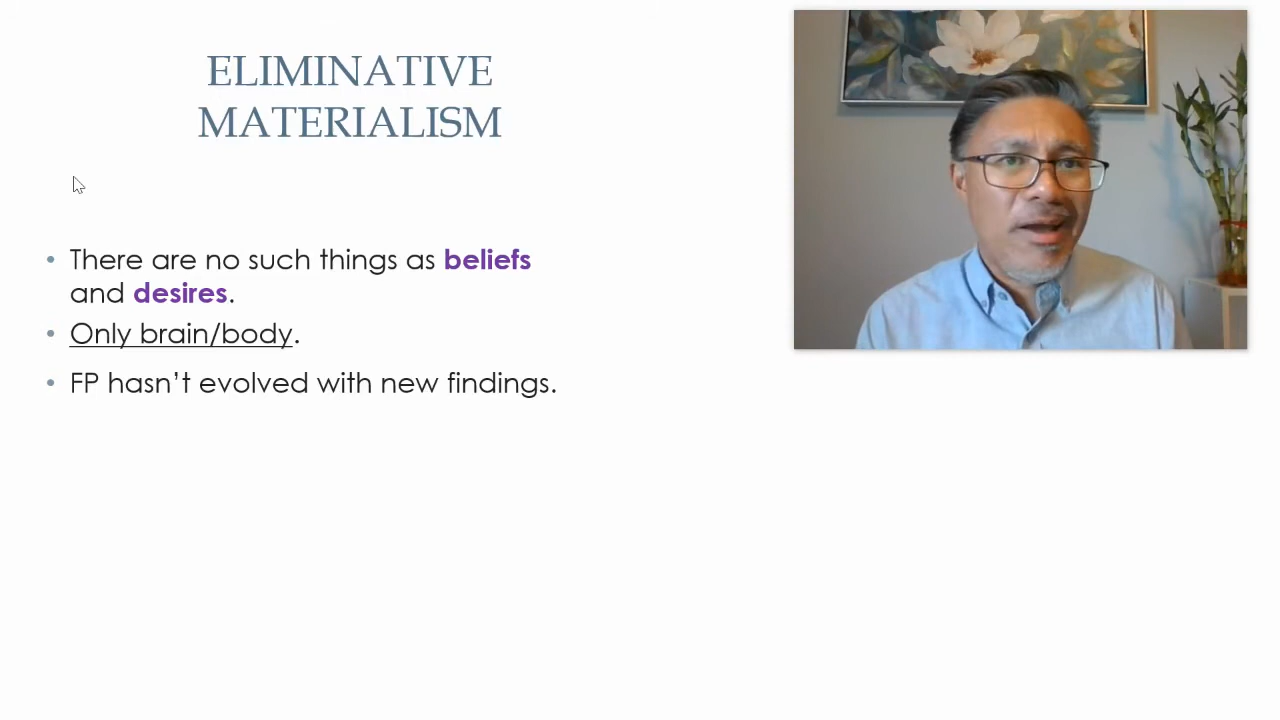 ELIMINATIVE
MATERIALISM
• There are no such things as beliefs
and desires.
• Only brain/body.
• FP hasn’t evolved with new findings.